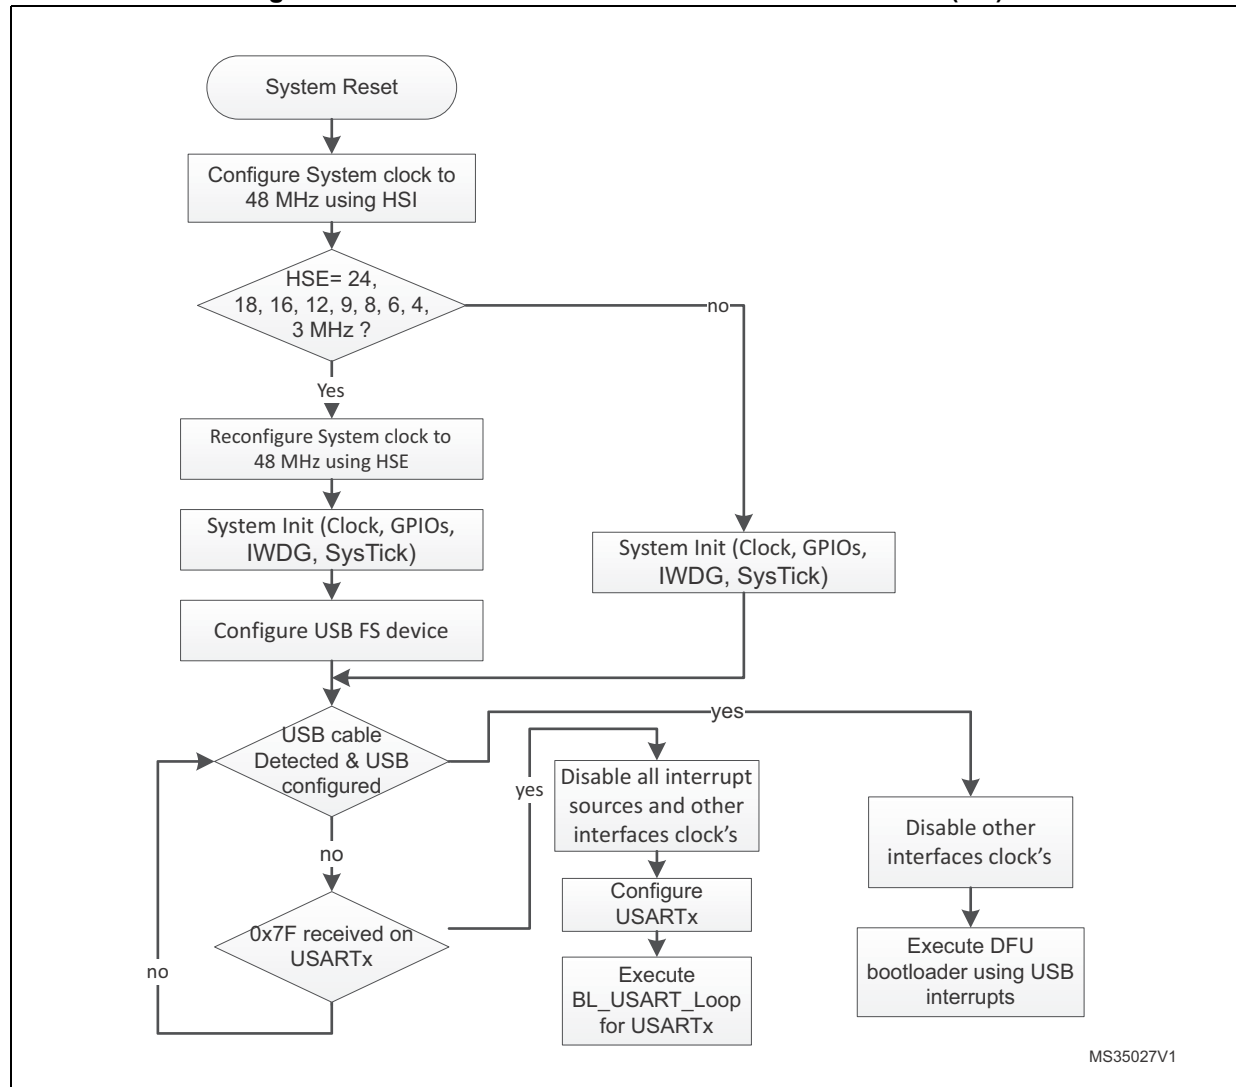 System Reset
Configure System clock to
48 MHz using HSI
HSE= 24,
18, 16, 12, 9, 8, 6, 4,
3 MHz ?
no
Yes
Reconfigure System clock to
48 MHz using HSE
System Init (Clock, GPIOs,
IWDG, SysTick)
System Init (Clock, GPIOs,
IWDG, SysTick)
Configure USB FS device
yes
USB cable
Detected & USB
configured
yes
Disable all interrupt
sources and other
interfaces clock's
Disable other
interfaces clock's
no
Configure
USARTx
0x7F received on
USARTx
no
Execute
BL_USART_Loop
for USARTx
Execute DFU
bootloader using USB
interrupts
MS35027V1